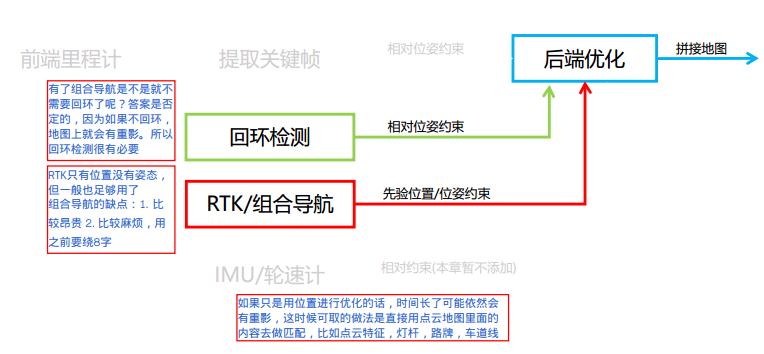 前端里程计
提取关键帧
相对位姿约束
后端优化
拼接地图
有了组合导航是不是就不
需要回环了呢？答案是否
定的，因为如果不回环，
地图上就会有重影。所以
回环检测很有必要
回环检测
相对位姿约束
RTK只有位置没有姿态，
但一般也足够用了
组合导航的缺点：1. 比
较昂贵 2. 比较麻烦，用
之前要绕8字
RTK/组合导航
先验位置/位姿约束
IMU/轮速计
相对约束(本章暂不添加)
如果只是用位置进行优化的话，时间长了可能依然会
有重影，这时候可取的做法是直接用点云地图里面的
内容去做匹配，比如点云特征，灯杆，路牌，车道线